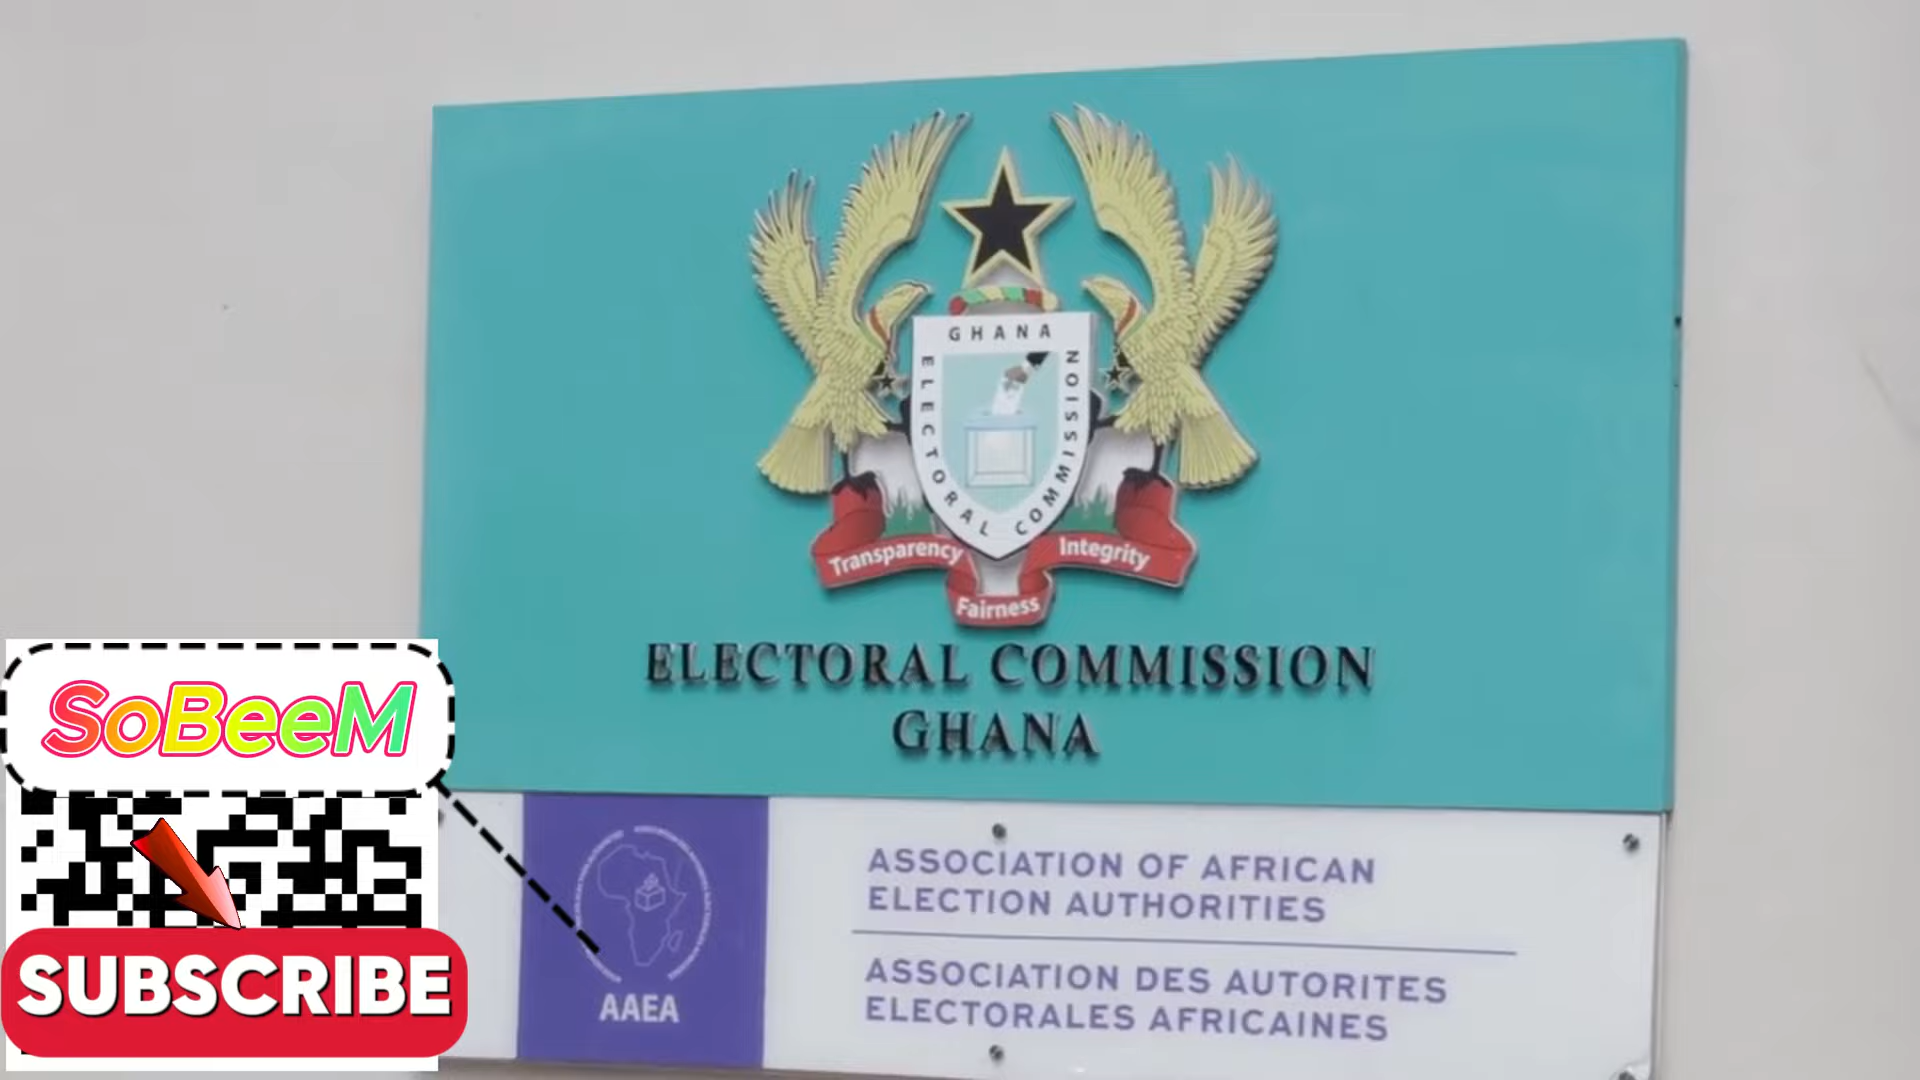 GHANA
ELECTORAL COMMISSION
Transparency
Integrity
Fairness
ELECTORAL COMMISSION
GHANA
SoBeeM
SUBSCRIBE
AAEA
ASSOCIATION OF AFRICAN
ELECTION AUTHORITIES
ASSOCIATION DES AUTORITES
ELECTORALES AFRICAINES